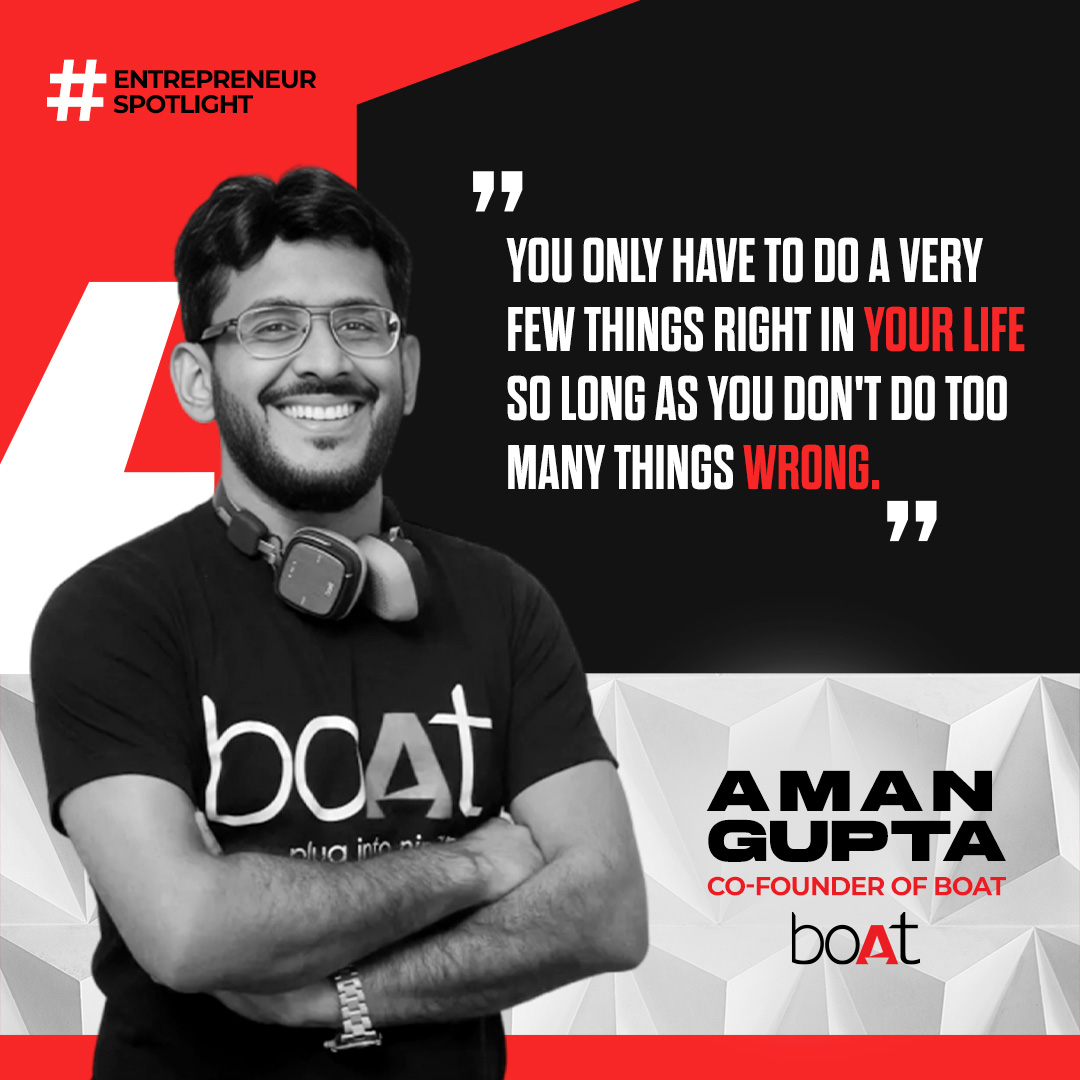 #ENTREPRENEUR
SPOTLIGHT
”
YOU ONLY HAVE TO DO A VERY
FEW THINGS RIGHT IN YOUR LIFE
SO LONG AS YOU DON'T DO TOO
MANY THINGS WRONG.
”
boAt
plug into
AMAN
GUPTA
CO-FOUNDER OF BOAT
boAt